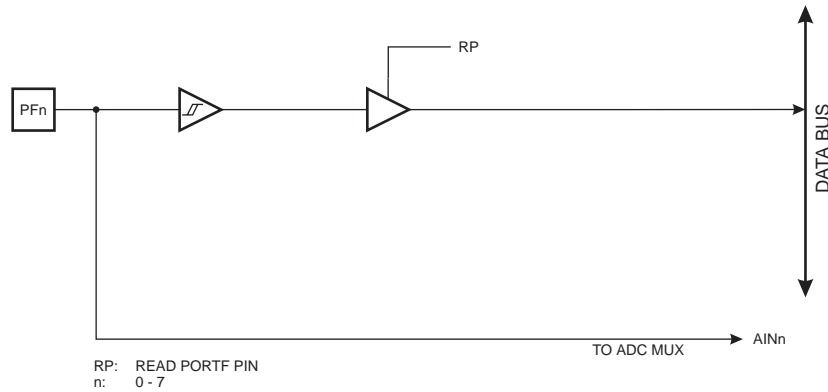 RP
PFn
DATA BUS
TO ADC MUX
AINn
RP: READ PORTF PIN
n: 0 - 7